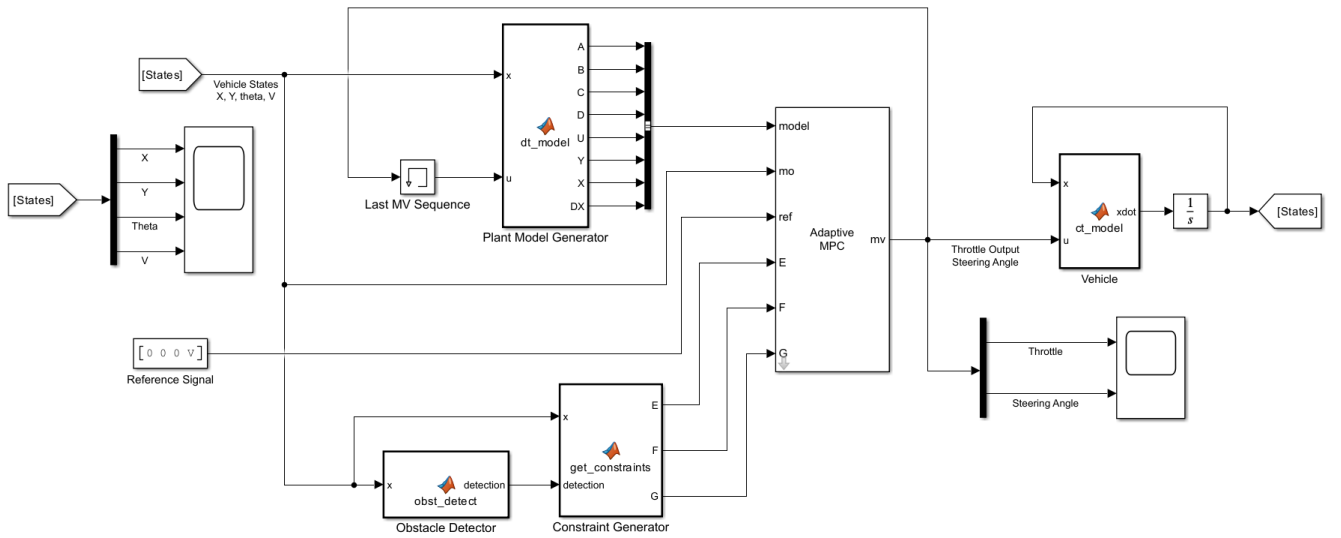 [States]
Vehicle States
X, Y, theta, V
x
u
dt_model
A
B
C
D
U
Y
X
DX
Plant Model Generator
Last MV Sequence
[States]
X
Y
Theta
V
[0 0 0 V]
Reference Signal
model
mo
ref
E
F
G
Adaptive
MPC
mv
Throttle Output
Steering Angle
x
u
xdot
ct_model
Vehicle
1
s
[States]
Throttle
Steering Angle
x
detection
obst_detect
Obstacle Detector
x
detection
get_constraints
E
F
G
Constraint Generator